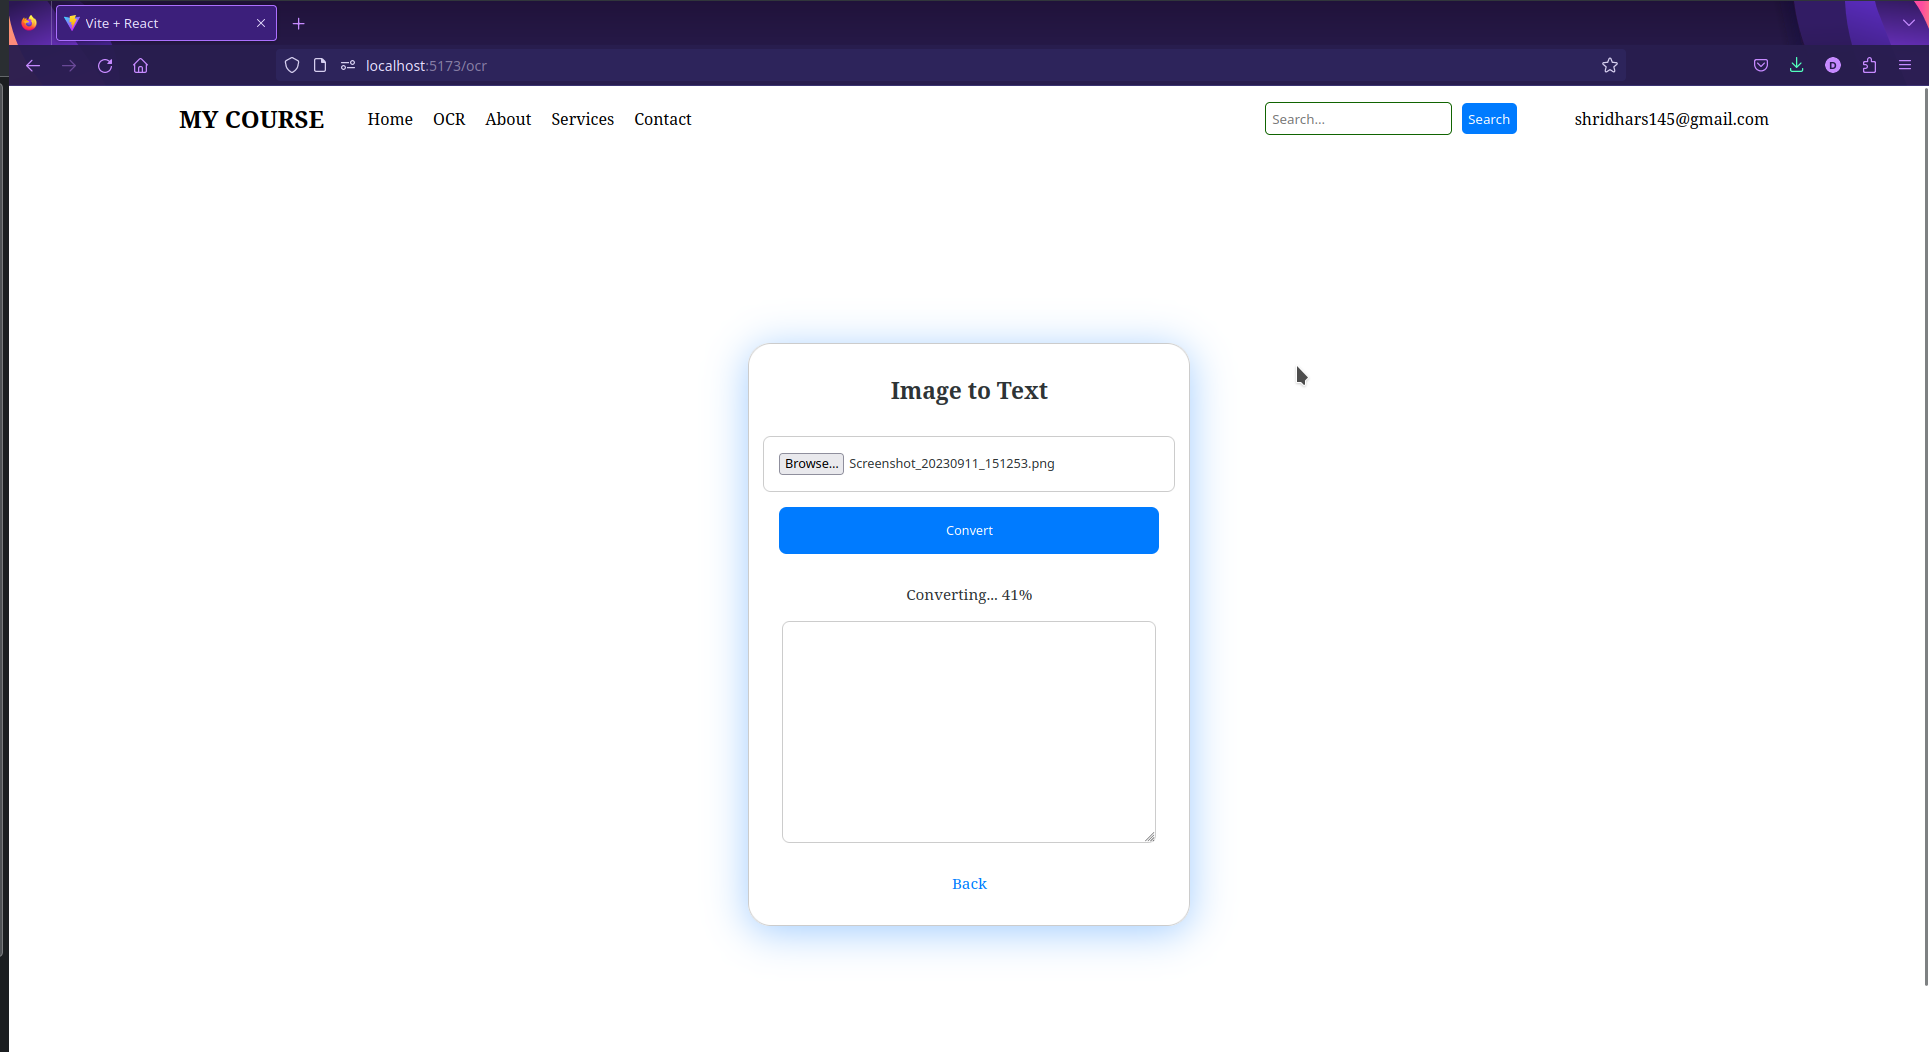 Vite + React
localhost:5173/ocr
D
MY COURSE Home OCR About Services Contact Search... Search shridhars145@gmail.com
Image to Text
Browse... Screenshot_20230911_151253.png
Convert
Converting... 41%
Back